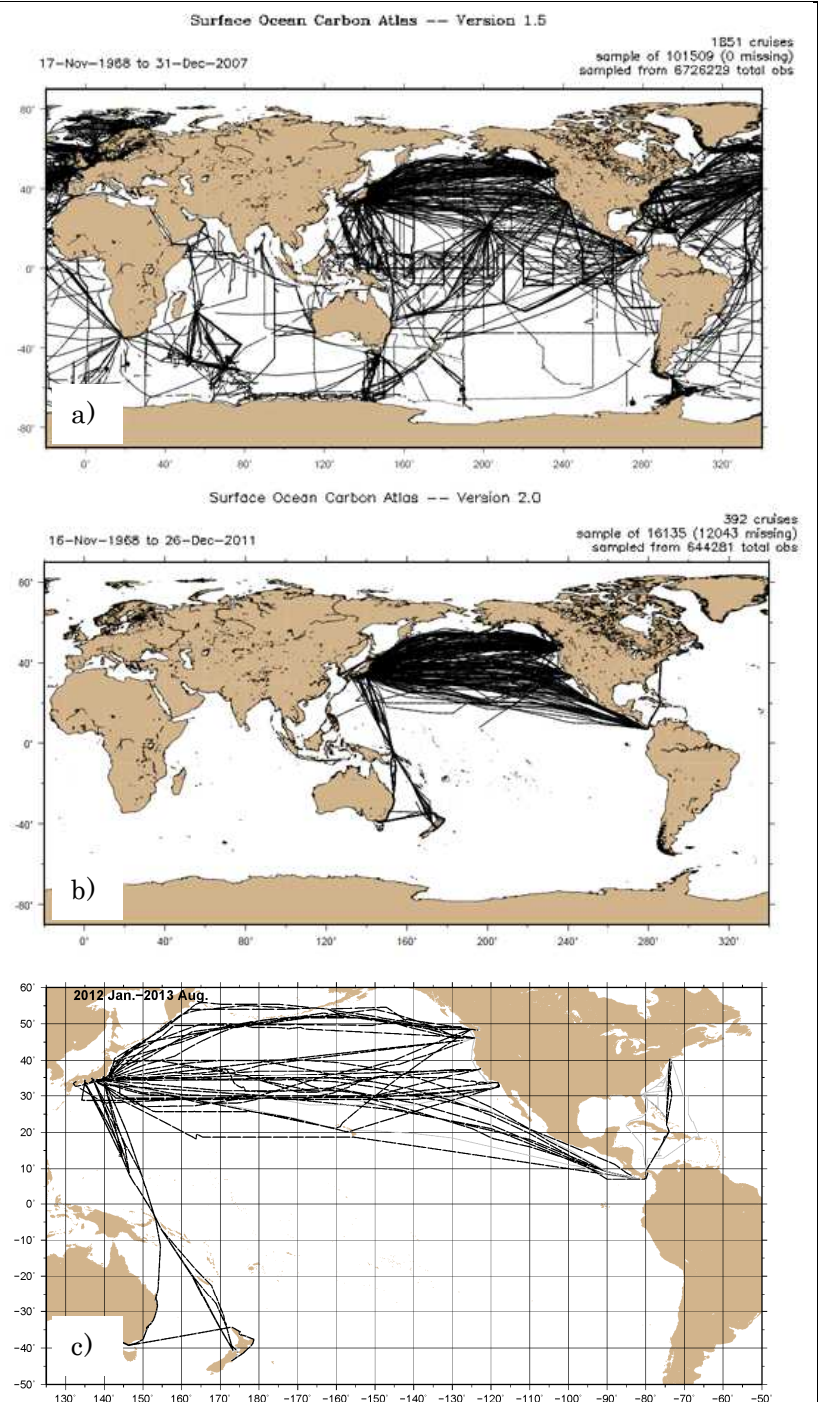 Surface Ocean Carbon Atlas -- Version 1.5
1851 cruises
17-Nov-1968 to 31-Dec-2007
sample of 101509 (0 missing)
sampled from 6726229 total obs
80°
40°
0°
-40°
a)
-80°
0° 40° 80° 120° 160° 200° 240° 280° 320°
Surface Ocean Carbon Atlas -- Version 2.0
392 cruises
16-Nov-1968 to 26-Dec-2011
sample of 16135 (12043 missing)
sampled from 644281 total obs
80°
40°
0°
-40°
b)
-80°
0° 40° 80° 120° 160° 200° 240° 280° 320°
60°
2012 Jan.-2013 Aug.
50°
40°
30°
20°
10°
0°
-10°
-20°
-30°
-40°
c)
-50°
130° 140° 150° 160° 170° 180° -170° -160° -150° -140° -130° -120° -110° -100° -90° -80° -70° -60° -50°